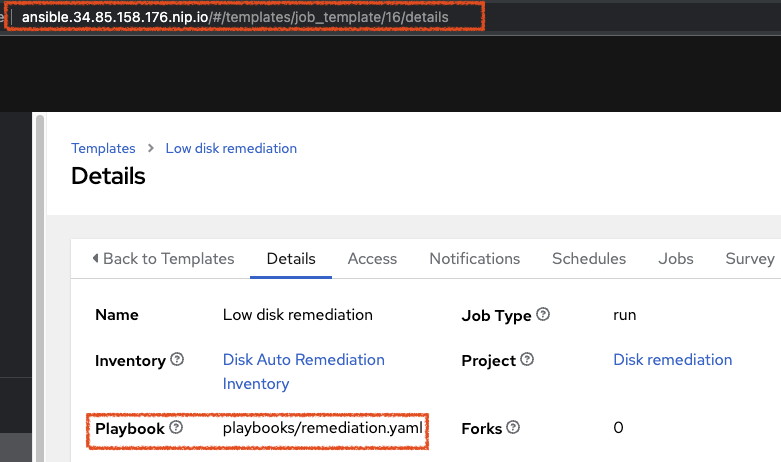 ansible.34.85.158.176.nip.io/#/templates/job_template/16/details
Templates > Low disk remediation
Details
Back to Templates Details Access Notifications Schedules Jobs Survey
Name Low disk remediation Job Type run
Inventory Disk Auto Remediation Project Disk remediation
Inventory
Playbook playbooks/remediation.yaml Forks 0